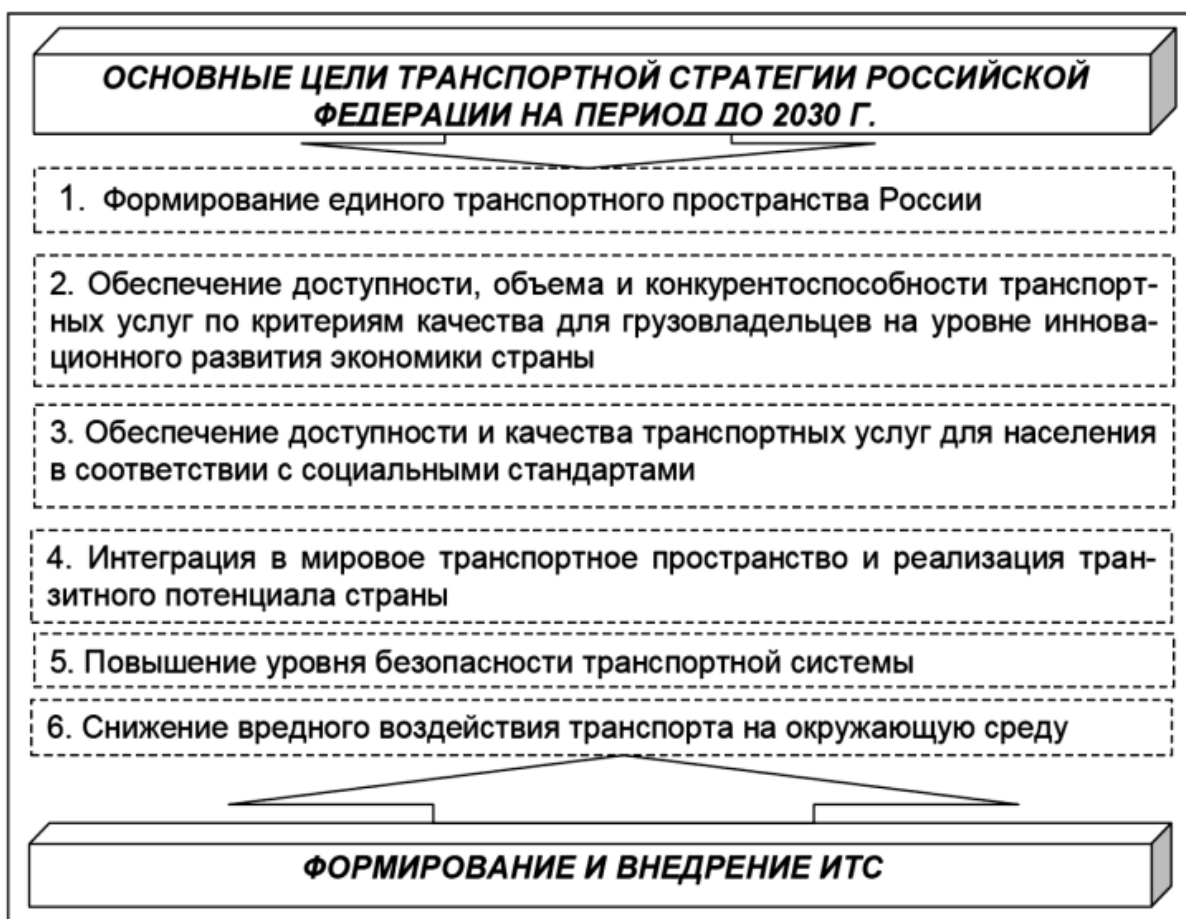 ОСНОВНЫЕ ЦЕЛИ ТРАНСПОРТНОЙ СТРАТЕГИИ РОССИЙСКОЙ
ФЕДЕРАЦИИ НА ПЕРИОД ДО 2030 Г.
1. Формирование единого транспортного пространства России
2. Обеспечение доступности, объема и конкурентоспособности транспорт-
ных услуг по критериям качества для грузовладельцев на уровне иннова-
ционного развития экономики страны
3. Обеспечение доступности и качества транспортных услуг для населения
в соответствии с социальными стандартами
4. Интеграция в мировое транспортное пространство и реализация тран-
зитного потенциала страны
5. Повышение уровня безопасности транспортной системы
6. Снижение вредного воздействия транспорта на окружающую среду
ФОРМИРОВАНИЕ И ВНЕДРЕНИЕ ИТС